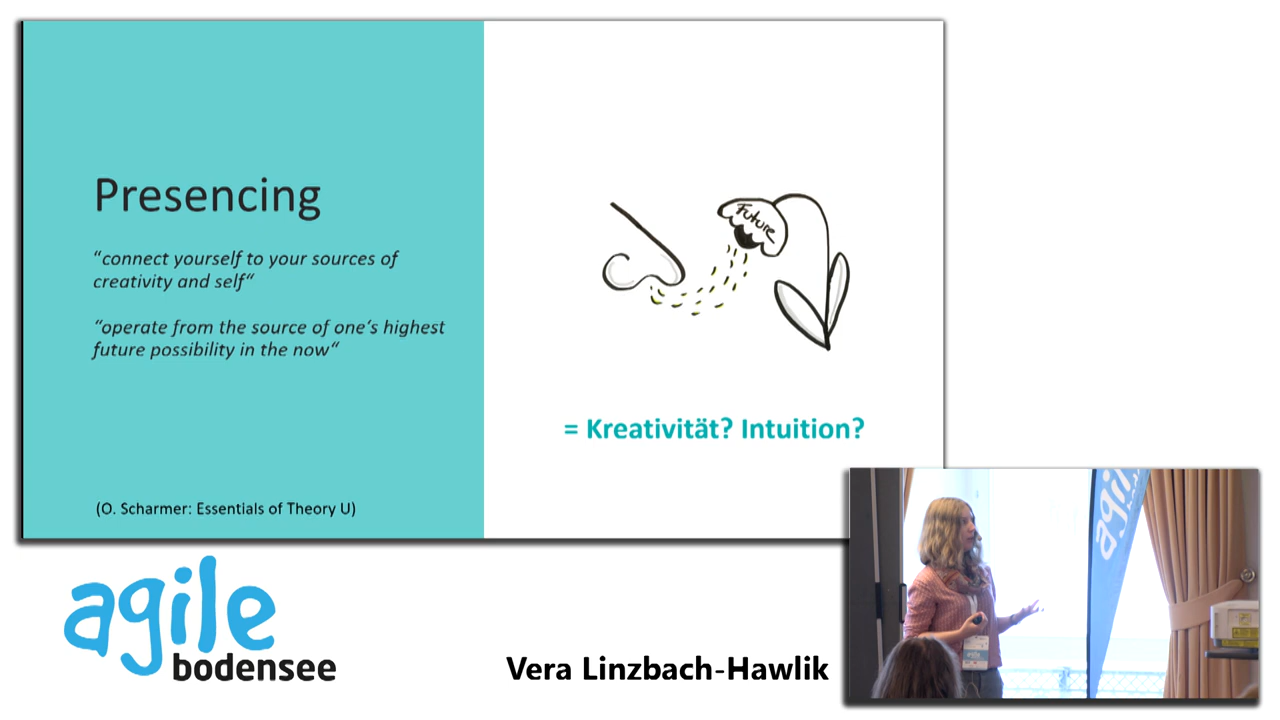 Presencing
“connect yourself to your sources of
creativity and self“
“operate from the source of one‘s highest
future possibility in the now“
(O. Scharmer: Essentials of Theory U)
Future
= Kreativität? Intuition?
agile
bodensee
Vera Linzbach-Hawlik